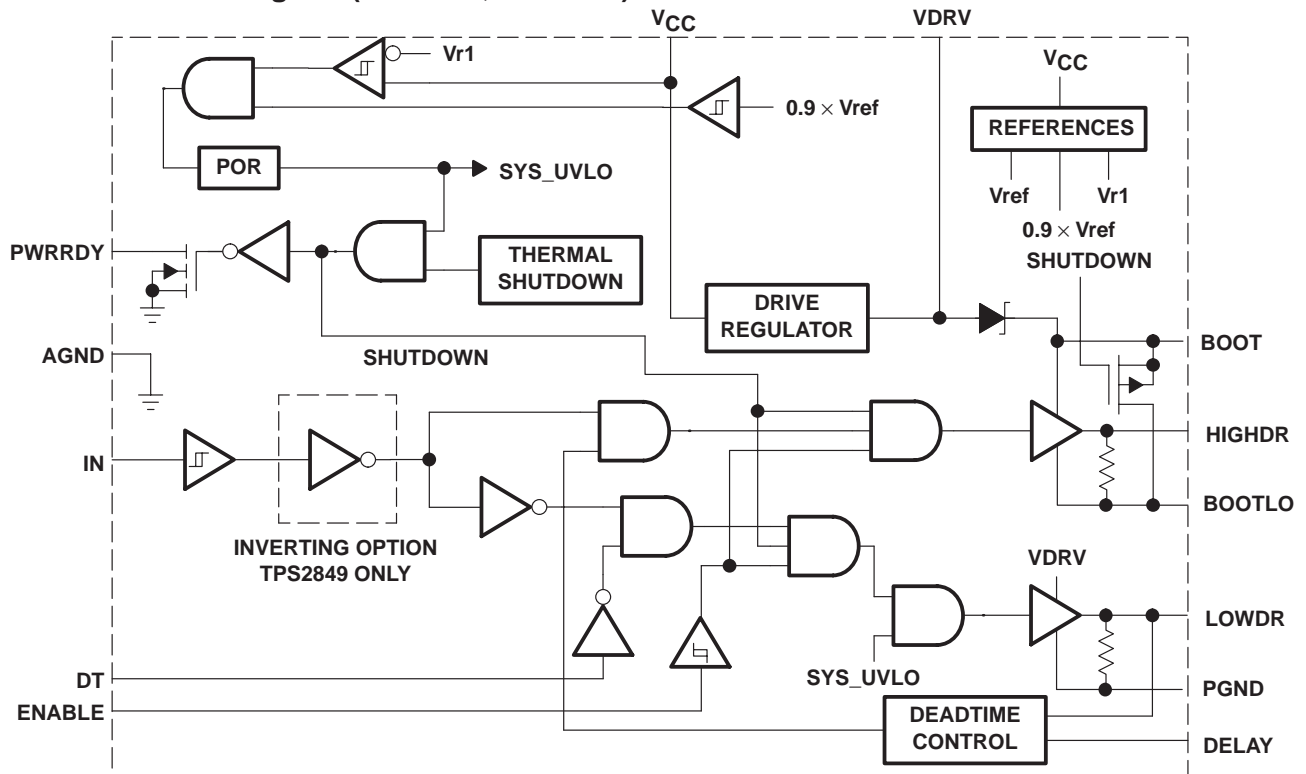 VCC
VDRV
Vr1
VCC
0.9 × Vref
REFERENCES
POR
SYS_UVLO
Vref
Vr1
0.9 × Vref
PWRRDY
THERMAL
SHUTDOWN
SHUTDOWN
DRIVE
REGULATOR
BOOT
AGND
SHUTDOWN
HIGHDR
IN
BOOTLO
INVERTING OPTION
TPS2849 ONLY
VDRV
LOWDR
SYS_UVLO
DT
PGND
ENABLE
DEADTIME
CONTROL
DELAY